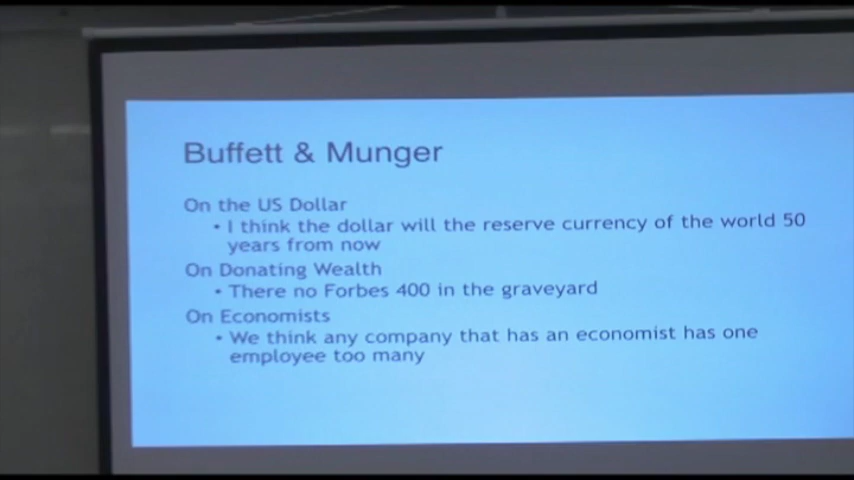 Buffett & Munger
On the US Dollar
• I think the dollar will the reserve currency of the world 50
years from now
On Donating Wealth
• There no Forbes 400 in the graveyard
On Economists
• We think any company that has an economist has one
employee too many